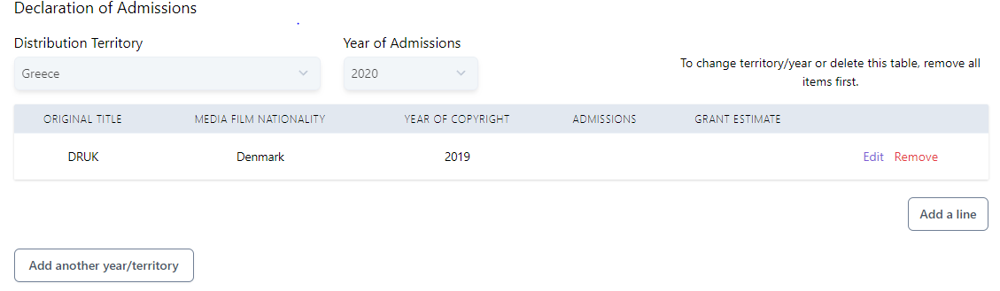 Declaration of Admissions
Distribution Territory
Year of Admissions
Greece
2020
To change territory/year or delete this table, remove all
items first.
ORIGINAL TITLE MEDIA FILM NATIONALITY YEAR OF COPYRIGHT ADMISSIONS GRANT ESTIMATE
DRUK Denmark 2019 Edit Remove
Add a line
Add another year/territory